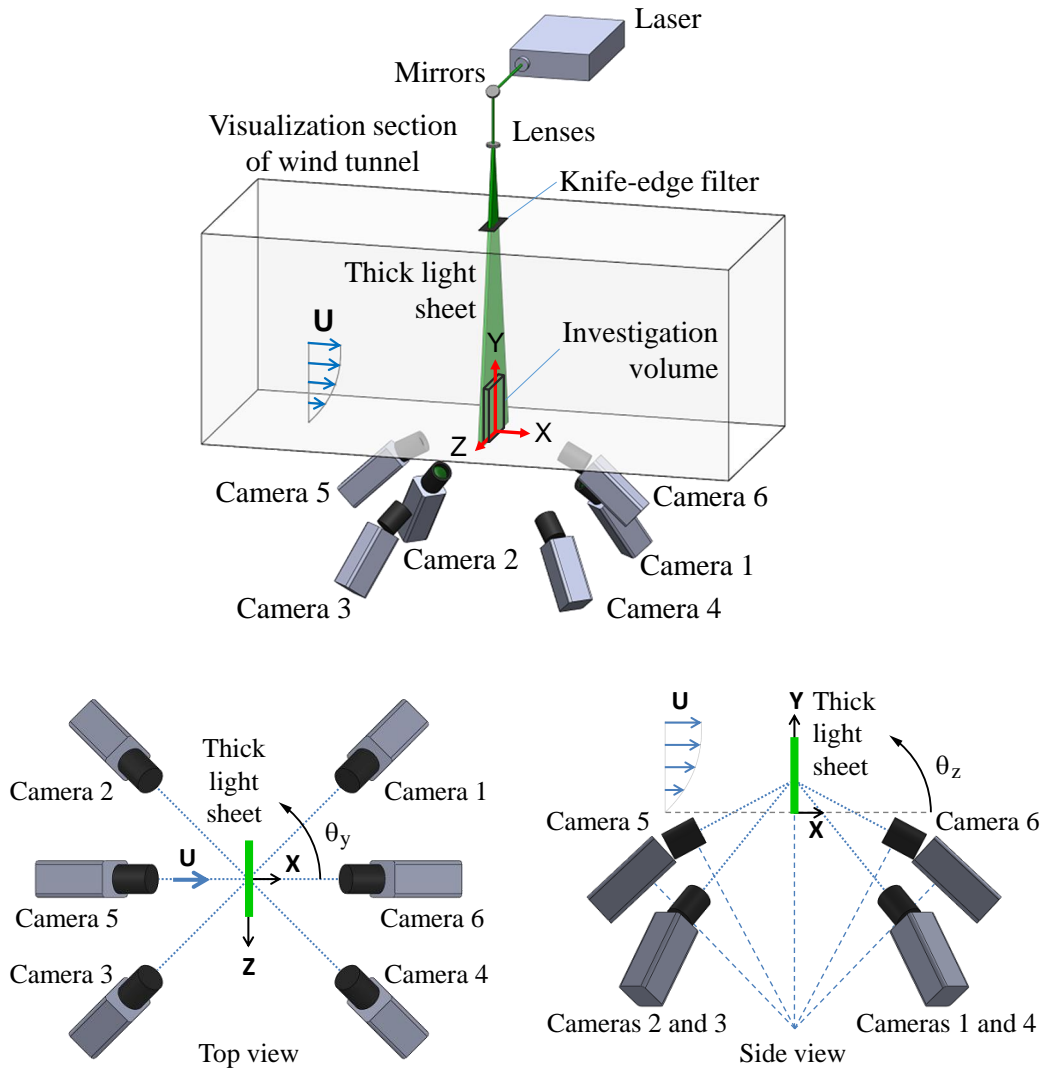 Laser
Mirrors
Visualization section
of wind tunnel
Lenses
Knife-edge filter
Thick light
sheet
U
Y
Investigation
volume
Z
X
Camera 5
Camera 6
Camera 2
Camera 1
Camera 3
Camera 4
Camera 2
Thick
light
sheet
Camera 1
θy
U
X
Camera 5
Camera 6
Z
Camera 3
Camera 4
Top view
U
Y
Thick
light
sheet
θz
Camera 5
X
Camera 6
Cameras 2 and 3
Cameras 1 and 4
Side view